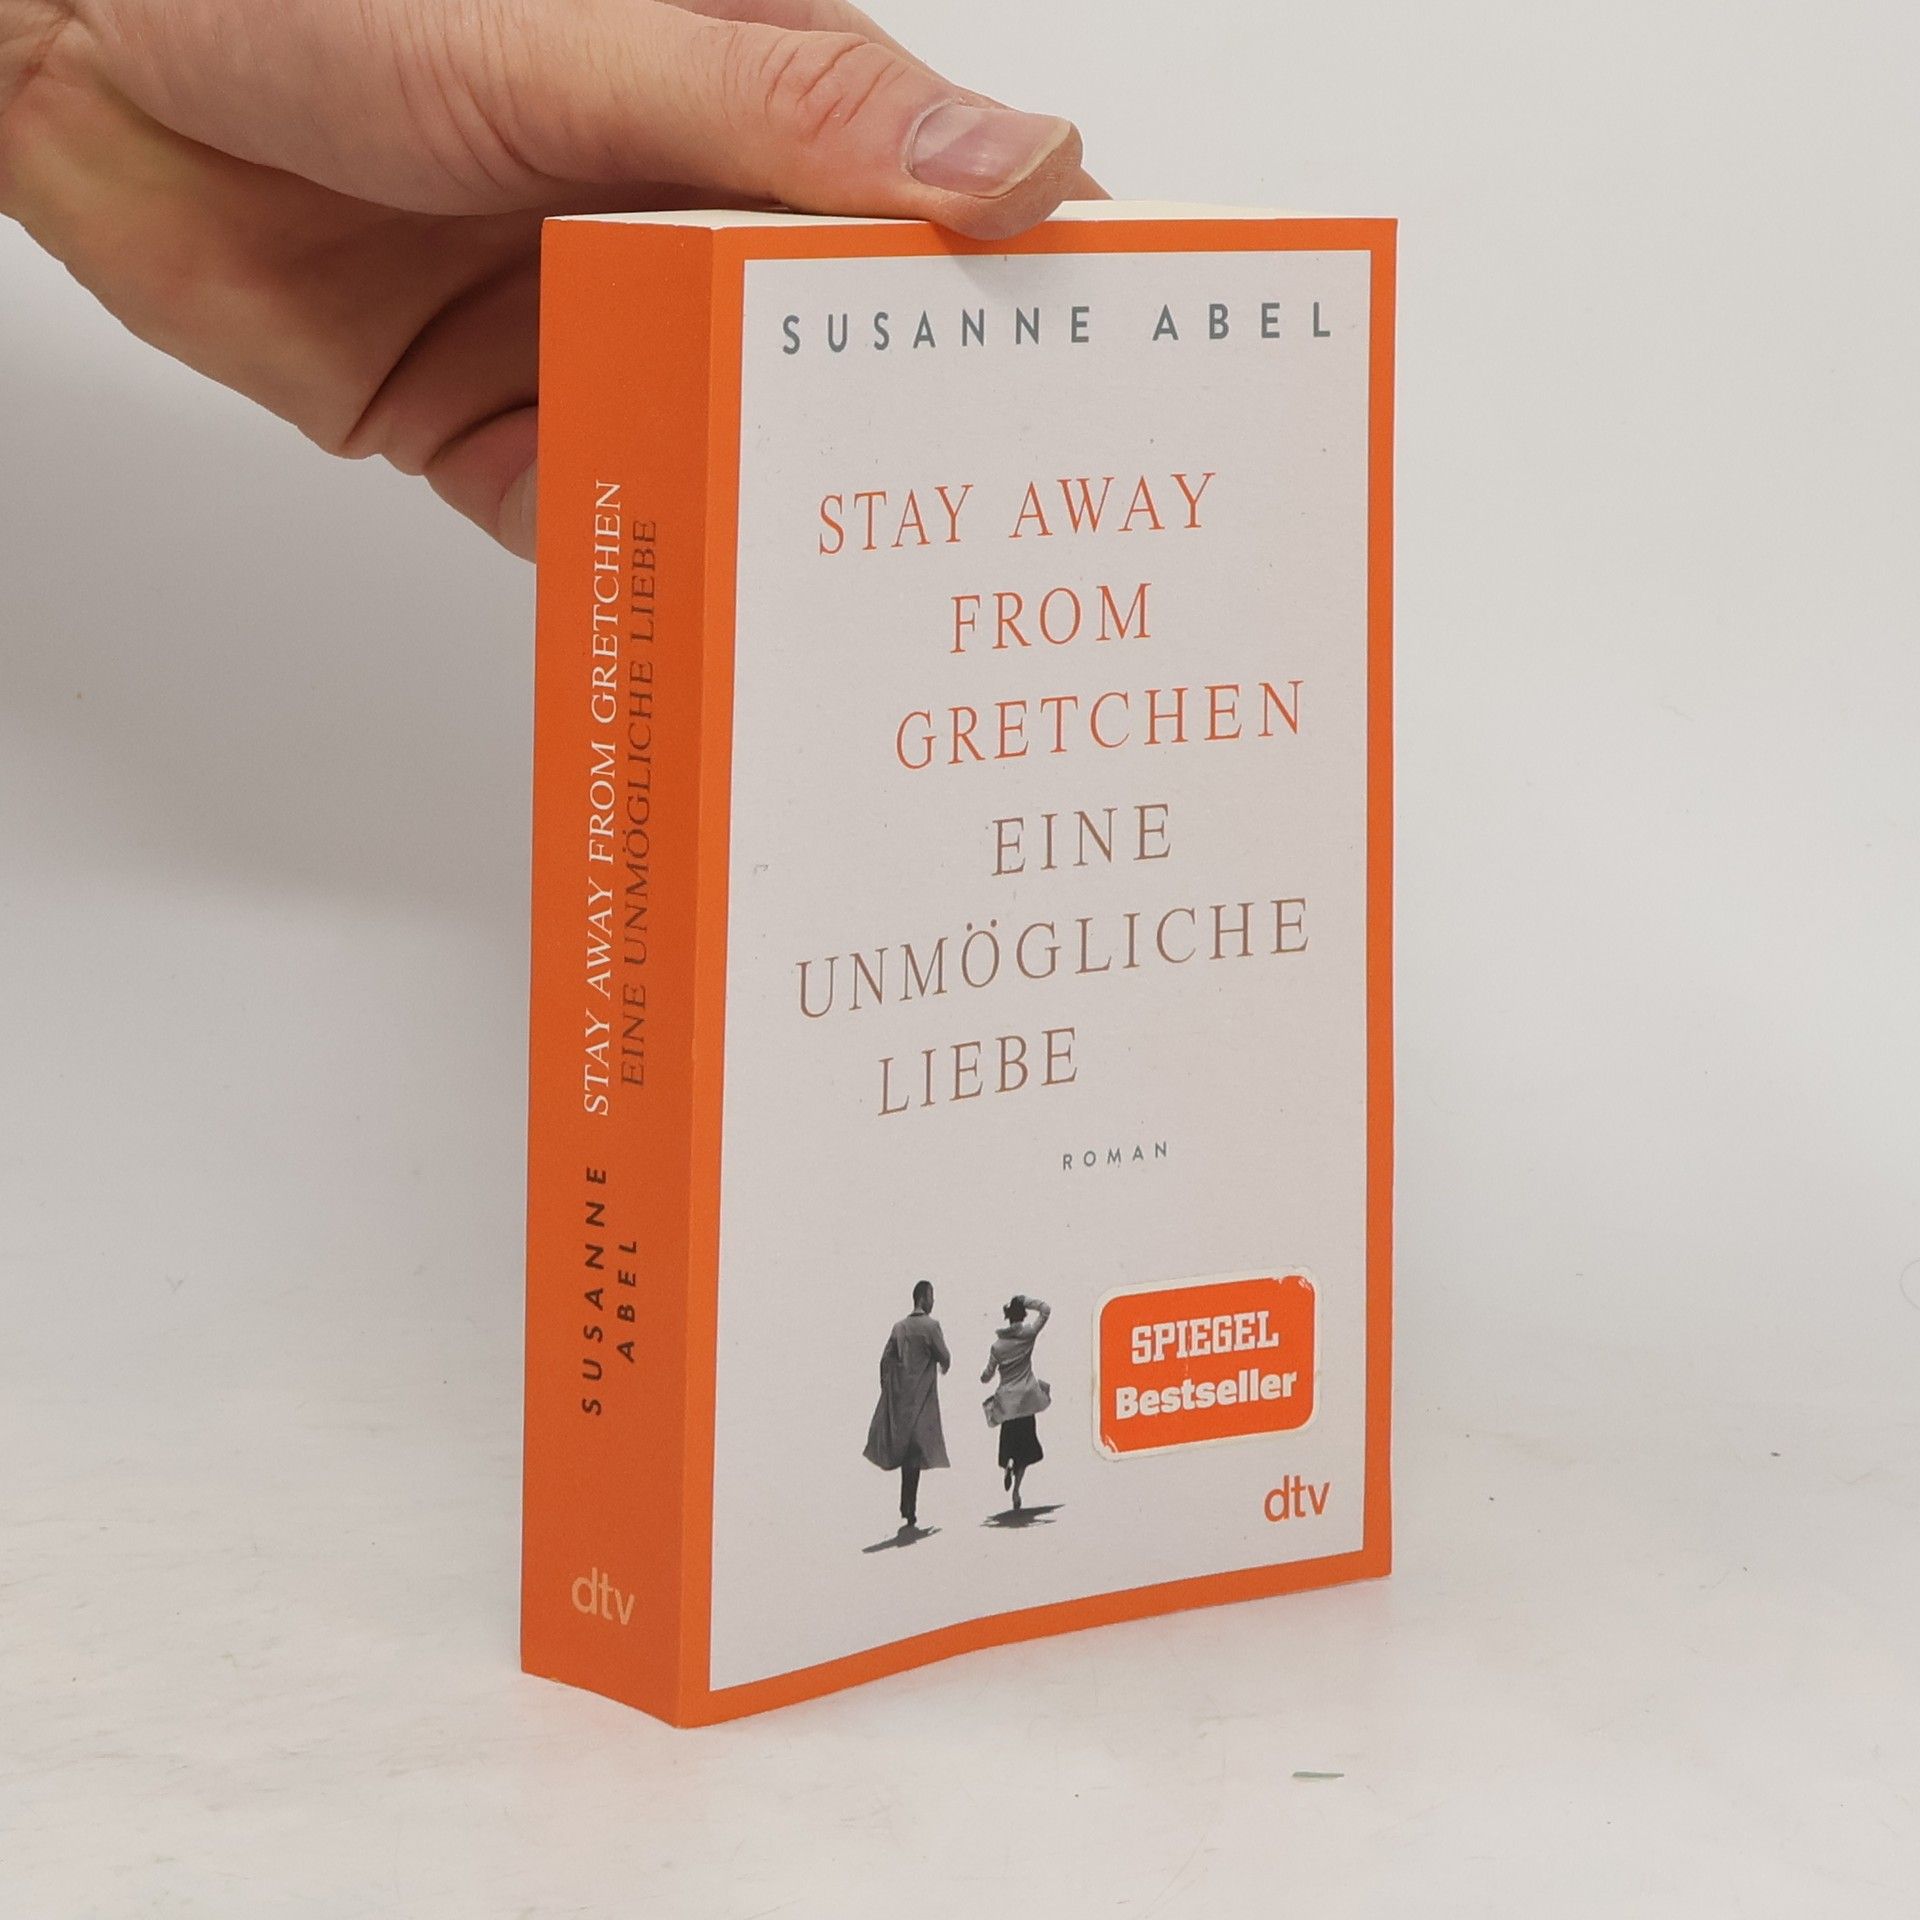 SUSANNE ABEL
STAY AWAY
FROM
GRETCHEN
EINE
UNMÖGLICHE
LIEBE
ROMAN
SPIEGEL
Bestseller
dtv
SUSANNE
ABEL
STAY AWAY FROM GRETCHEN
EINE UNMÖGLICHE LIEBE
dtv